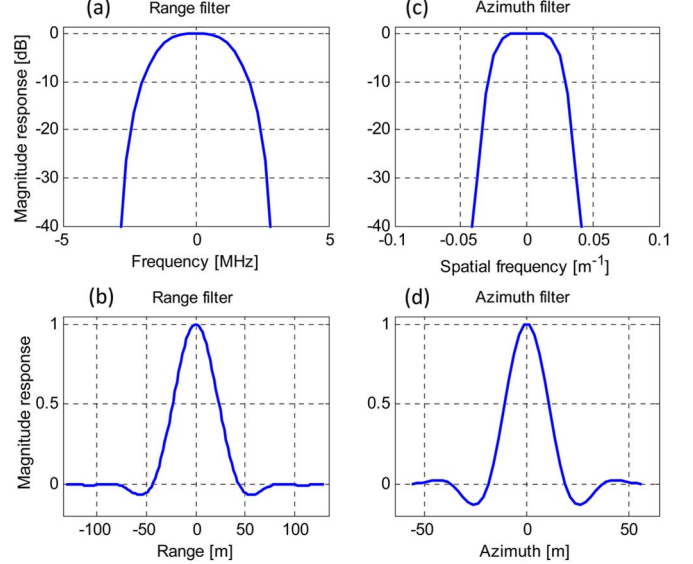 (a) Range filter
Magnitude response [dB]
0
-10
-20
-30
-40
-5 0 5
Frequency [MHz]
(c) Azimuth filter
0
-10
-20
-30
-40
-0.1 -0.05 0 0.05 0.1
Spatial frequency [m-1]
(b) Range filter
Magnitude response
1
0.5
0
-100 -50 0 50 100
Range [m]
(d) Azimuth filter
1
0.5
0
-50 0 50
Azimuth [m]